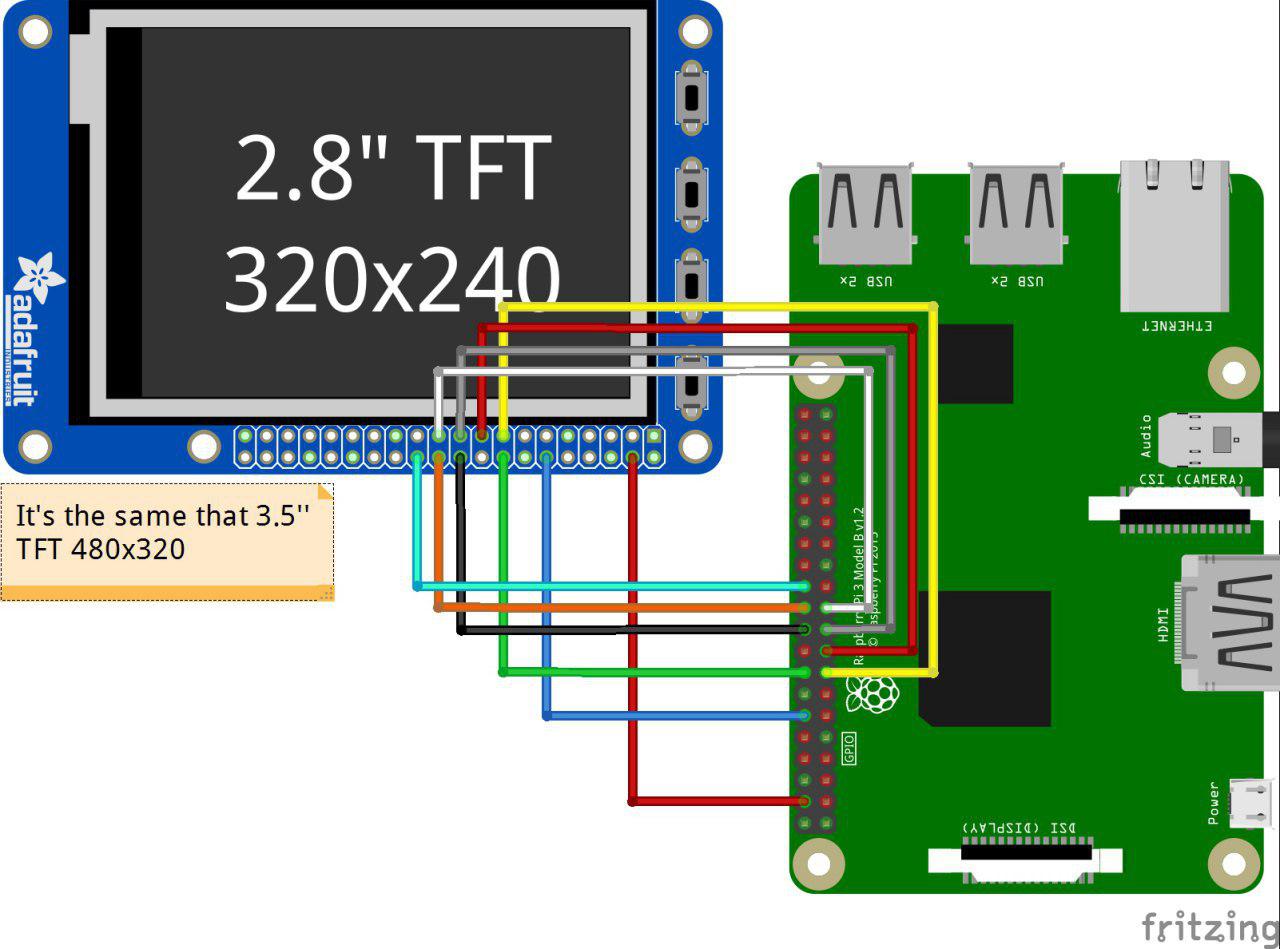 2.8" TFT
320x240
adafruit
INDUSTRIES
It's the same that 3.5''
TFT 480x320
USB 2x
USB 2x
ETHERNET
Audio
CSI (CAMERA)
HDMI
Raspberry Pi 3 Model B v1.2
© Raspberry Pi 2015
GPIO
Power
DSI (DISPLAY)
fritzing